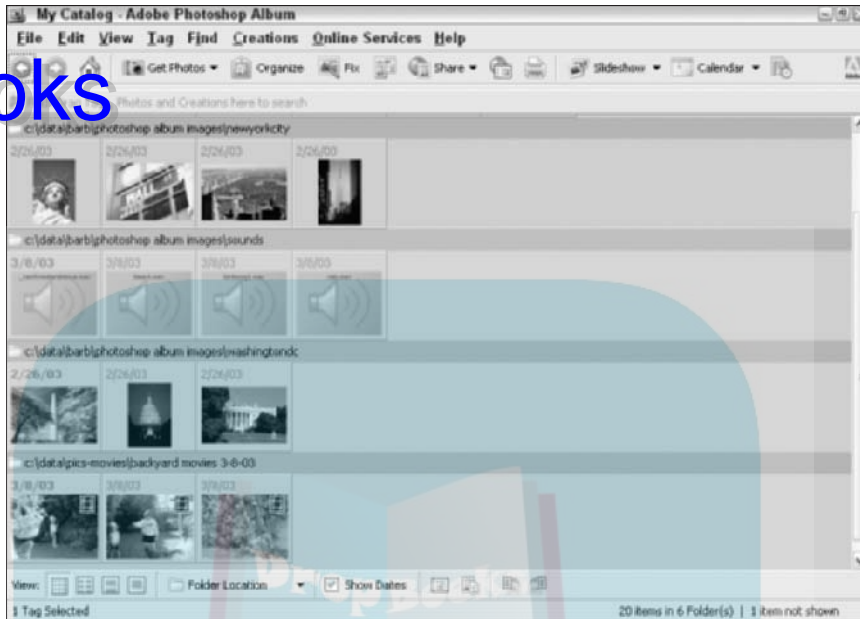 My Catalog - Adobe Photoshop Album
File Edit View Tag Find Creations Online Services Help
Get Photos Organize Fix Share Slideshow Calendar
oks
Photos and Creations here to search
c:\data\barb\photoshop album images\newyorkcity
2/26/03 2/26/03 2/26/03 2/26/03
WALL
c:\data\barb\photoshop album images\sounds
3/8/03 3/8/03 3/8/03 3/8/03
c:\data\barb\photoshop album images\washingtondc
2/26/03 2/26/03 2/26/03
c:\data\pics-movies\backyard movies 3-8-03
3/8/03 3/8/03 3/8/03
View: Folder Location Show Dates
1 Tag Selected 20 items in 6 Folder(s) | 1 item not shown